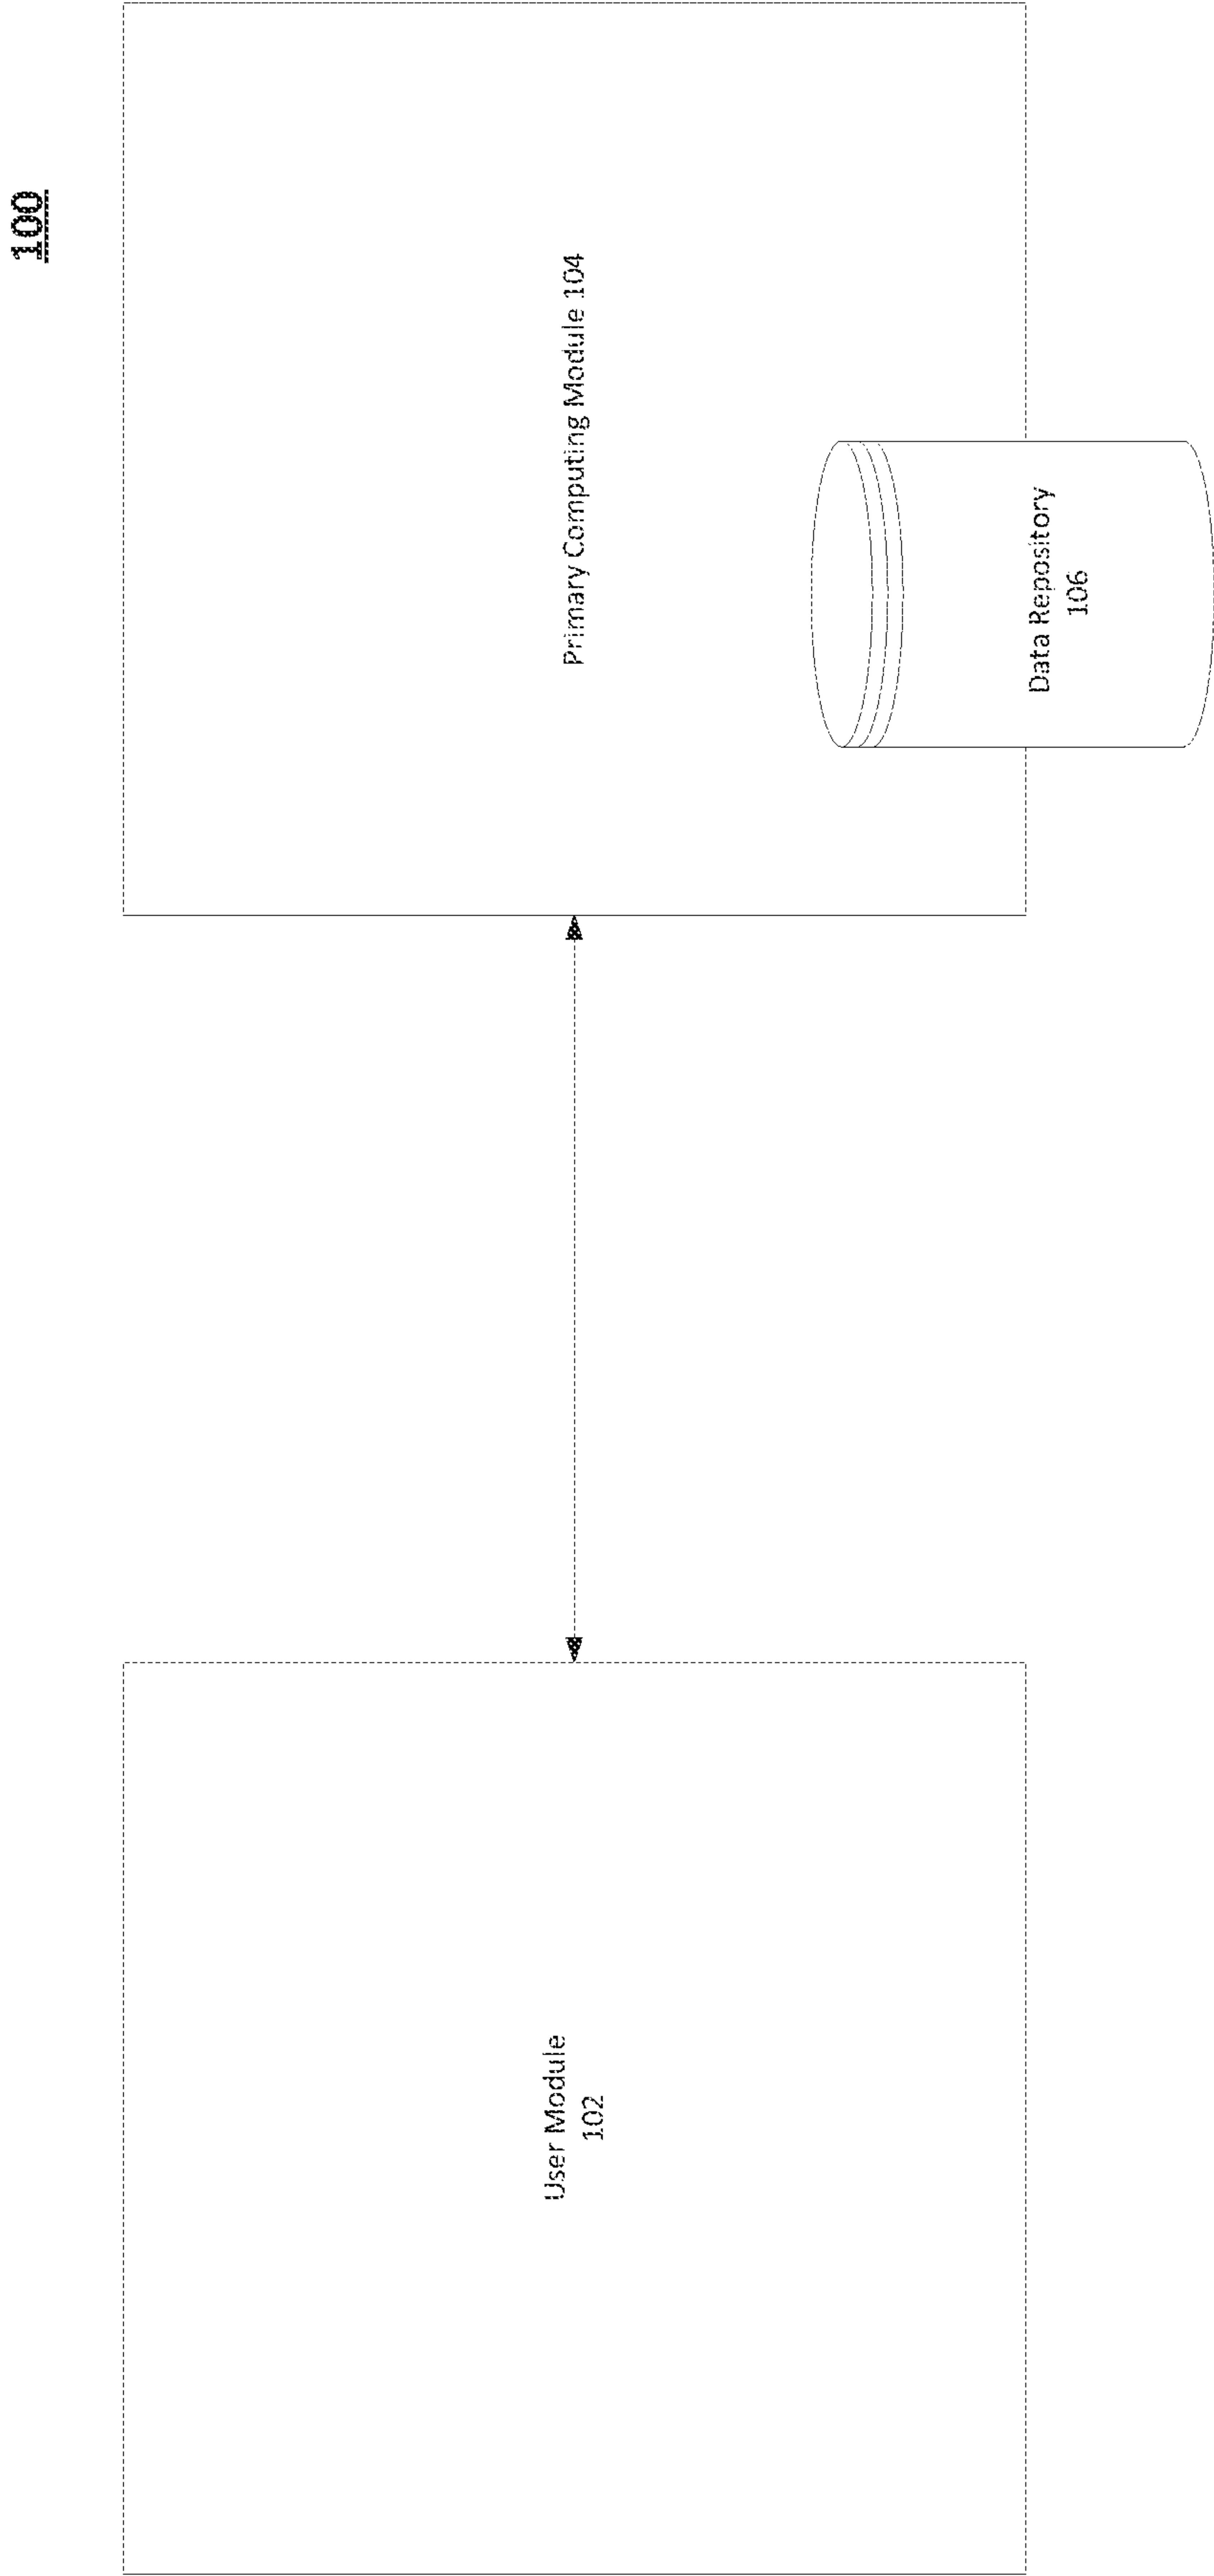 100
User Module
102
Primary Computing Module 104
Data Repository
106